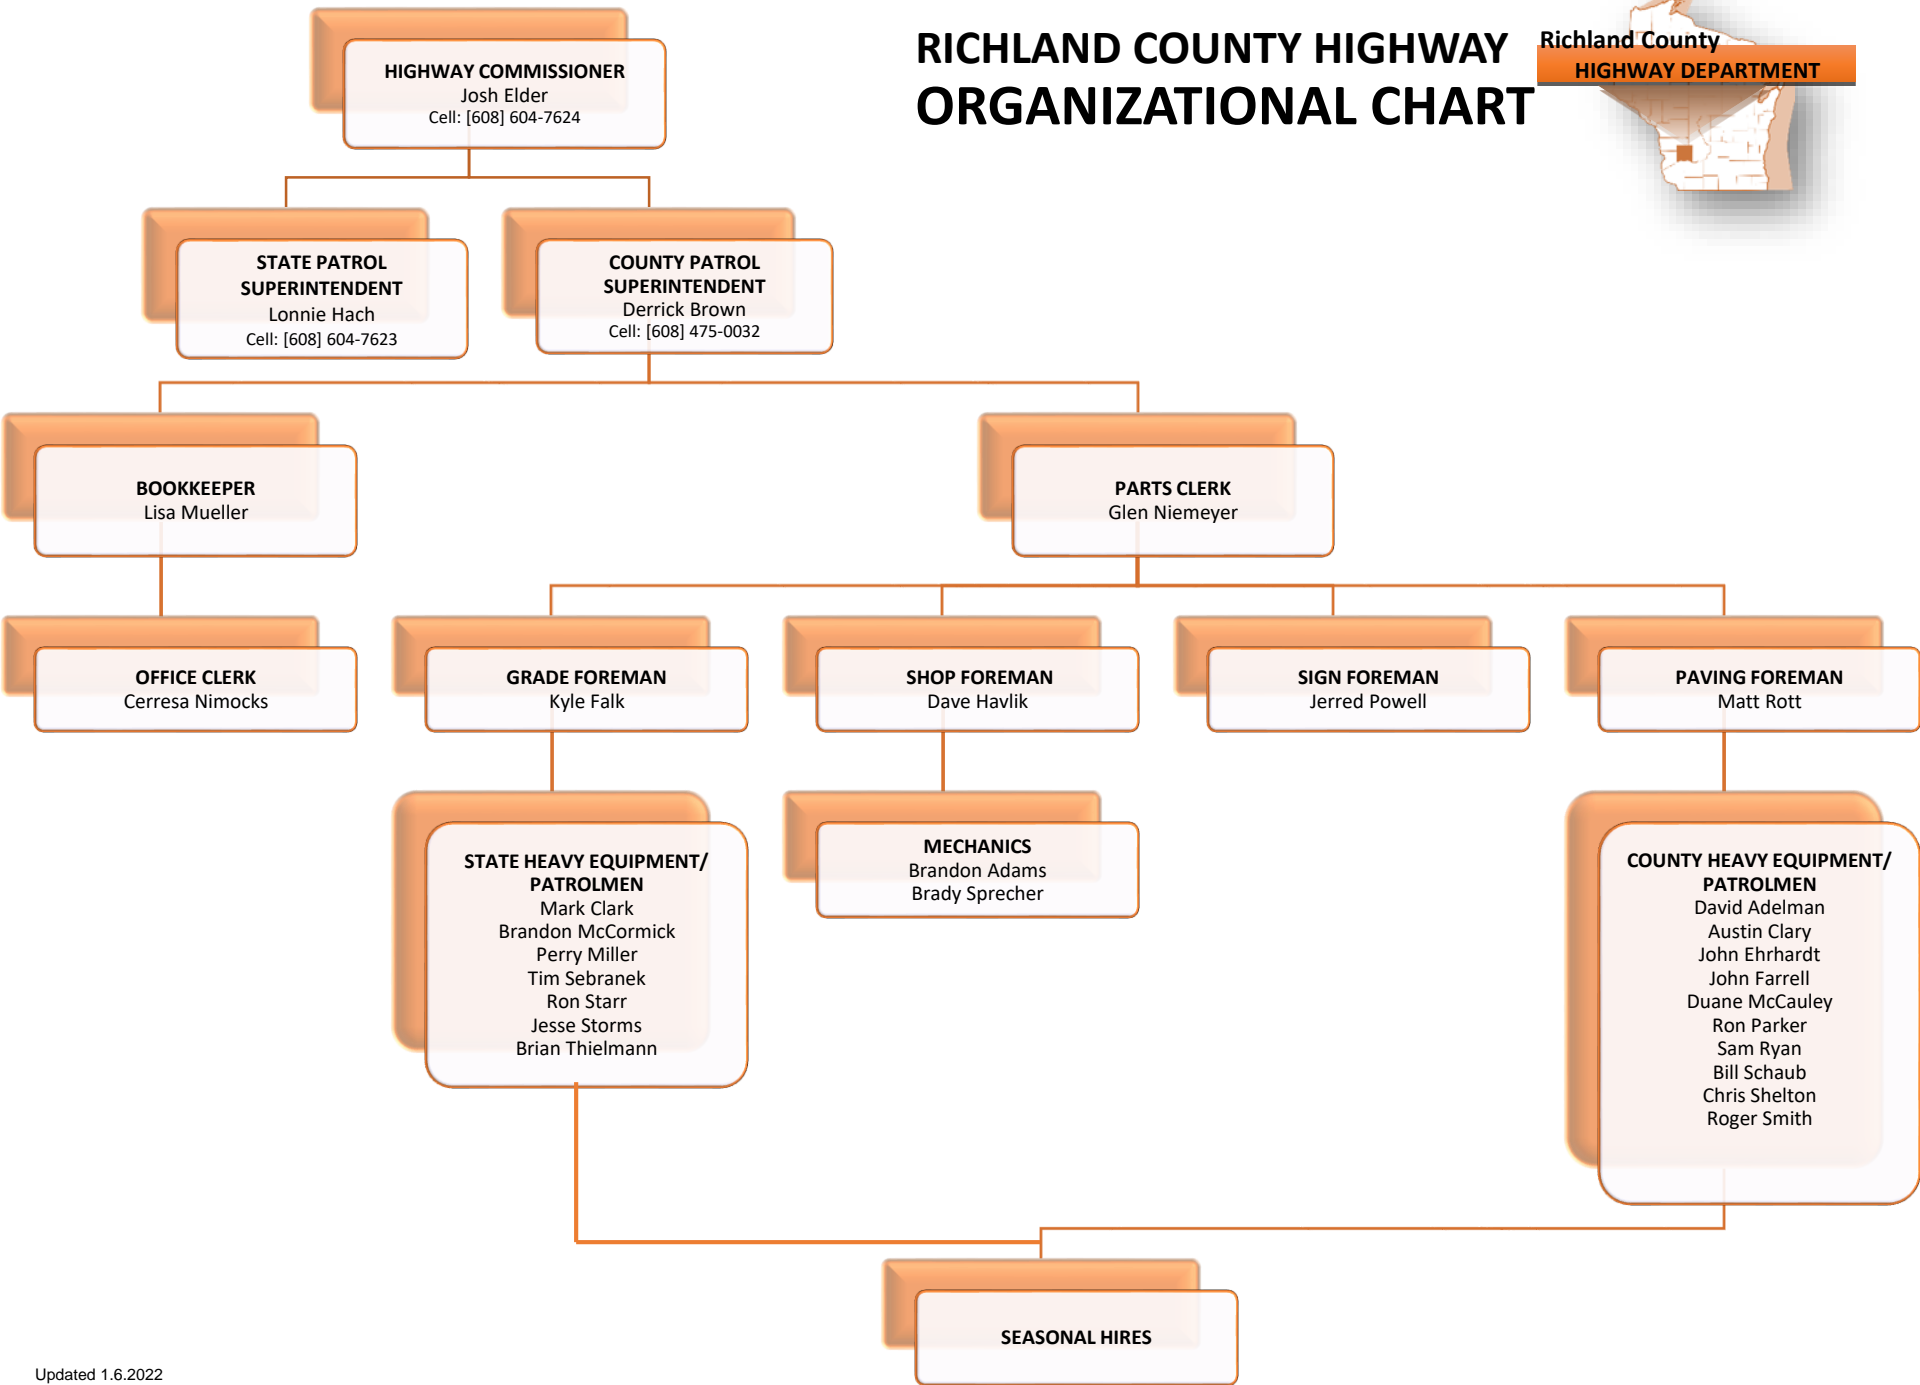 RICHLAND COUNTY HIGHWAY
ORGANIZATIONAL CHART
Richland County
HIGHWAY DEPARTMENT
HIGHWAY COMMISSIONER
Josh Elder
Cell: [608] 604-7624
STATE PATROL
SUPERINTENDENT
Lonnie Hach
Cell: [608] 604-7623
COUNTY PATROL
SUPERINTENDENT
Derrick Brown
Cell: [608] 475-0032
BOOKKEEPER
Lisa Mueller
PARTS CLERK
Glen Niemeyer
OFFICE CLERK
Cerresa Nimocks
GRADE FOREMAN
Kyle Falk
SHOP FOREMAN
Dave Havlik
SIGN FOREMAN
Jerred Powell
PAVING FOREMAN
Matt Rott
STATE HEAVY EQUIPMENT/
PATROLMEN
Mark Clark
Brandon McCormick
Perry Miller
Tim Sebranek
Ron Starr
Jesse Storms
Brian Thielmann
MECHANICS
Brandon Adams
Brady Sprecher
COUNTY HEAVY EQUIPMENT/
PATROLMEN
David Adelman
Austin Clary
John Ehrhardt
John Farrell
Duane McCauley
Ron Parker
Sam Ryan
Bill Schaub
Chris Shelton
Roger Smith
SEASONAL HIRES
Updated 1.6.2022